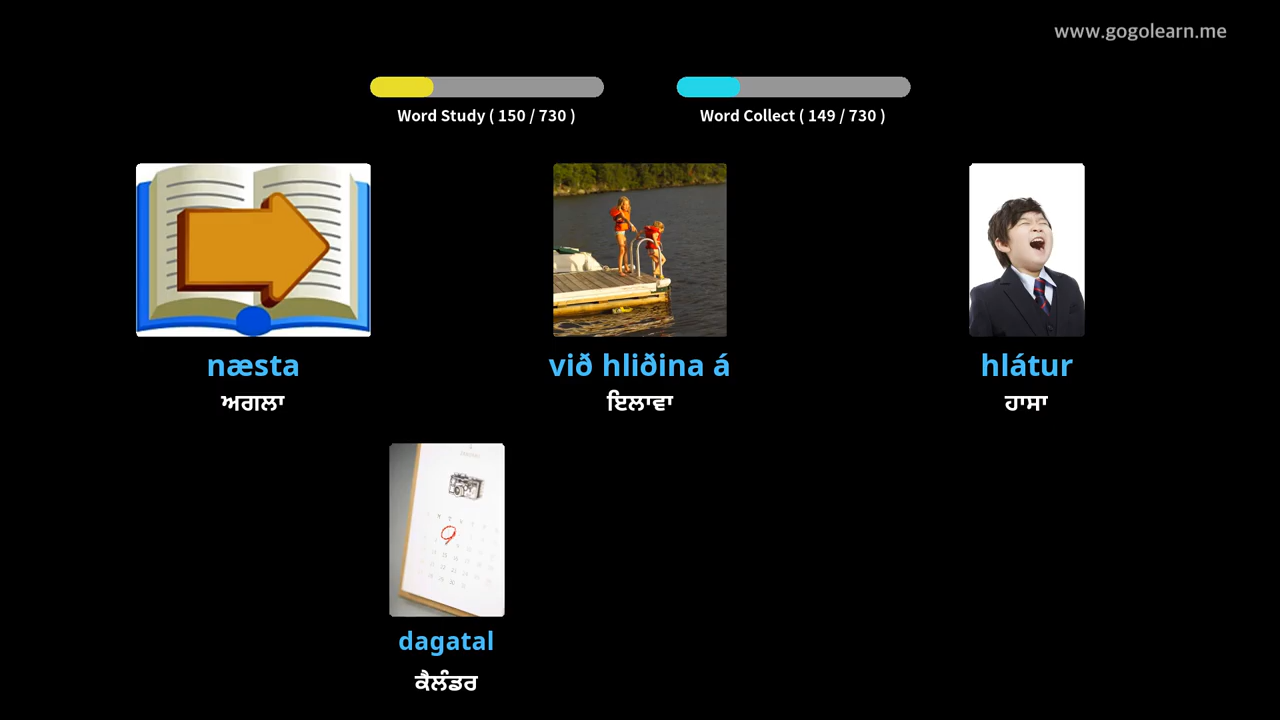 www.gogolearn.me
Word Study ( 150 / 730 )
Word Collect ( 149 / 730 )
næsta
ਅਗਲਾ
við hliðina á
ਇਲਾਵਾ
hlátur
ਹਾਸਾ
dagatal
ਕੈਲੰਡਰ